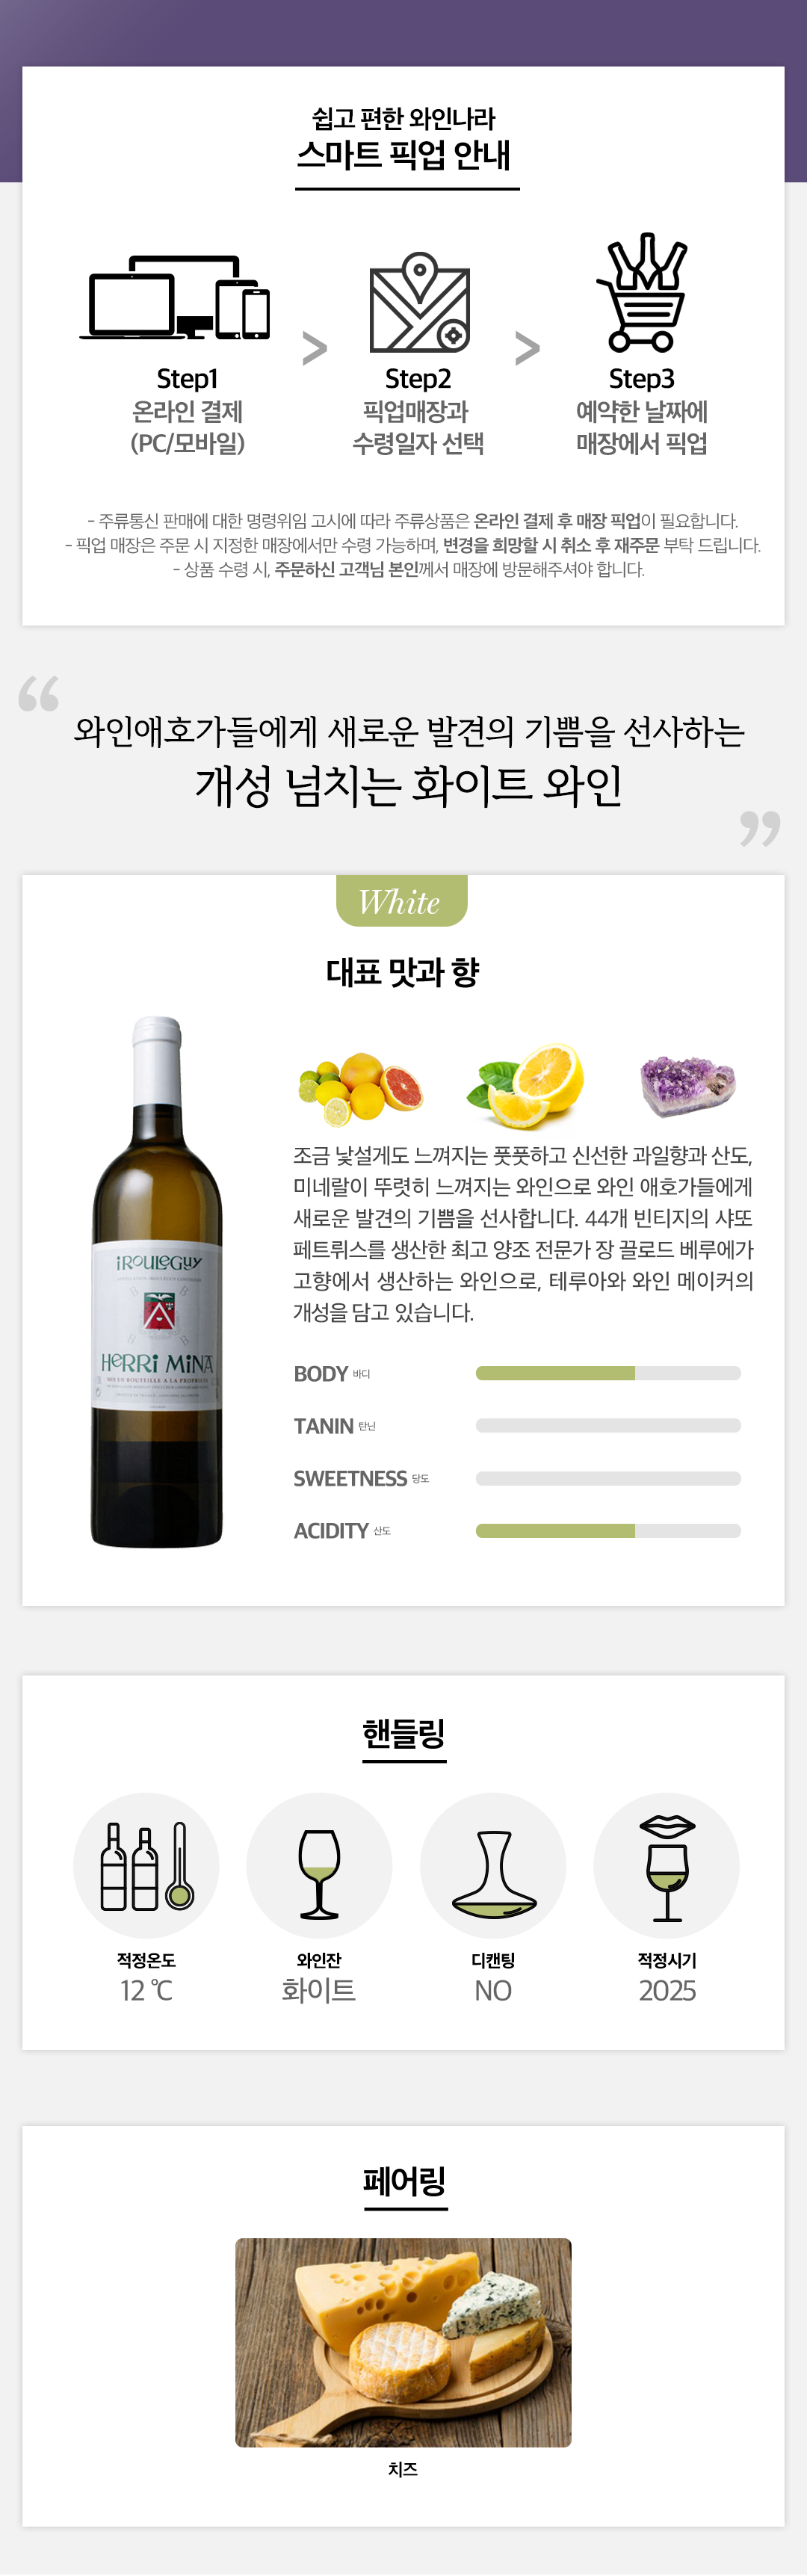 쉽고 편한 와인나라
스마트 픽업 안내
Step1
온라인 결제
(PC/모바일)
>
Step2
픽업매장과
수령일자 선택
>
Step3
예약한 날짜에
매장에서 픽업
- 주류통신 판매에 대한 명령위임 고시에 따라 주류상품은 온라인 결제 후 매장 픽업이 필요합니다.
- 픽업 매장은 주문 시 지정한 매장에서만 수령 가능하며, 변경을 희망할 시 취소 후 재주문 부탁 드립니다.
- 상품 수령 시, 주문하신 고객님 본인께서 매장에 방문해주셔야 합니다.
“
와인애호가들에게 새로운 발견의 기쁨을 선사하는
개성 넘치는 화이트 와인
”
White
대표 맛과 향
IROULEGUY
HERRI MINA
MIS EN BOUTEILLE A LA PROPRIETE
조금 낯설게도 느껴지는 풋풋하고 신선한 과일향과 산도,
미네랄이 뚜렷히 느껴지는 와인으로 와인 애호가들에게
새로운 발견의 기쁨을 선사합니다. 44개 빈티지의 샤또
페트뤼스를 생산한 최고 양조 전문가 장 끌로드 베루에가
고향에서 생산하는 와인으로, 테루아와 와인 메이커의
개성을 담고 있습니다.
BODY 바디
TANIN 탄닌
SWEETNESS 당도
ACIDITY 산도
핸들링
적정온도
12 ℃
와인잔
화이트
디캔팅
NO
적정시기
2025
페어링
치즈